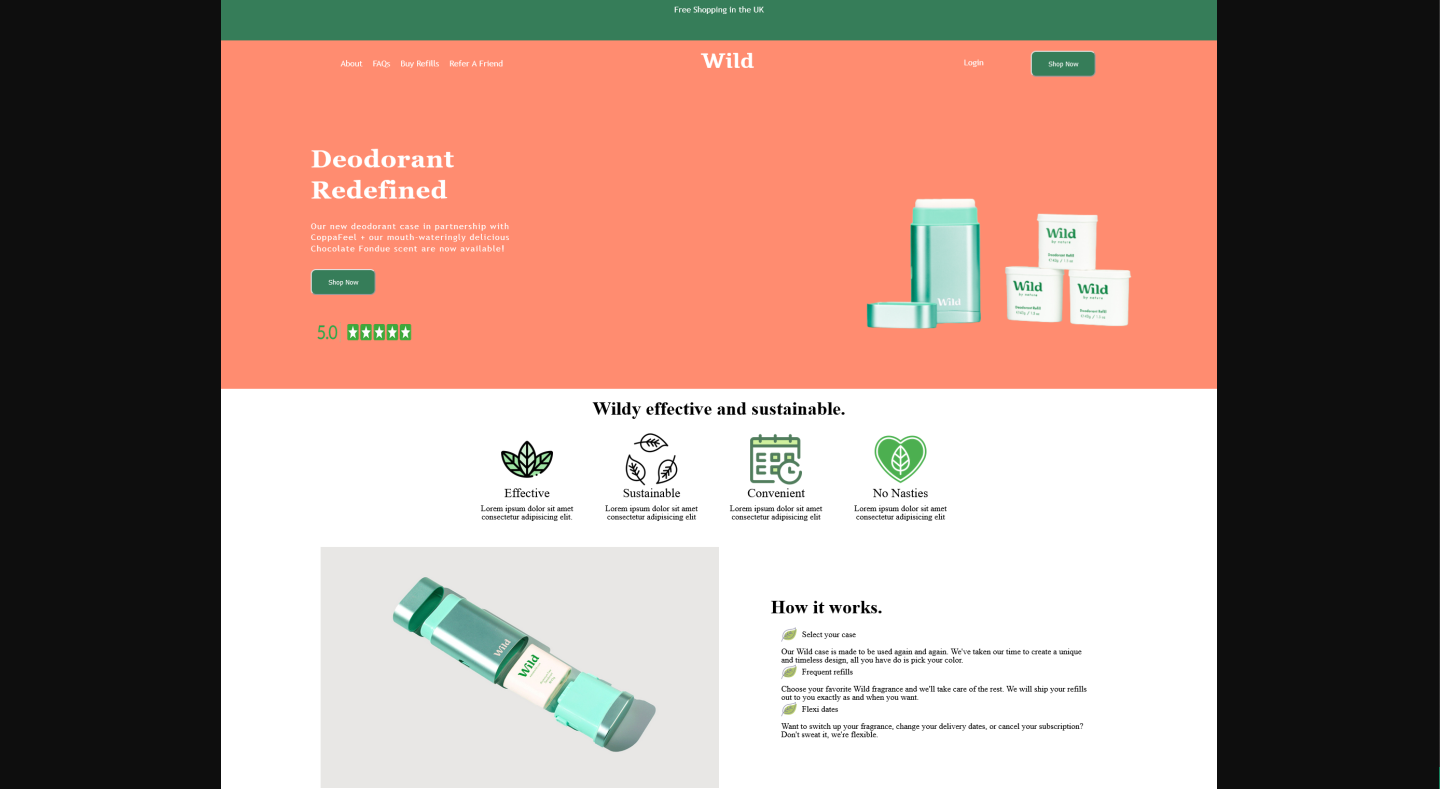 Free Shopping in the UK
About FAQs Buy Refills Refer A Friend
Wild
Login
Shop Now
Deodorant
Redefined
Our new deodorant case in partnership with
CoppaFeel + our mouth-wateringly delicious
Chocolate Fondue scent are now available!
Shop Now
5.0
Wild
Wild
by nature
Deodorant Refill
Wild
by nature
Deodorant Refill
Wild
by nature
Deodorant Refill
Wildy effective and sustainable.
Effective
Lorem ipsum dolor sit amet
consectetur adipisicing elit.
Sustainable
Lorem ipsum dolor sit amet
consectetur adipisicing elit
Convenient
Lorem ipsum dolor sit amet
consectetur adipisicing elit
No Nasties
Lorem ipsum dolor sit amet
consectetur adipisicing elit
Wild
Wild
How it works.
Select your case
Our Wild case is made to be used again and again. We've taken our time to create a unique
and timeless design, all you have do is pick your color.
Frequent refills
Choose your favorite Wild fragrance and we'll take care of the rest. We will ship your refills
out to you exactly as and when you want.
Flexi dates
Want to switch up your fragrance, change your delivery dates, or cancel your subscription?
Don't sweat it, we're flexible.